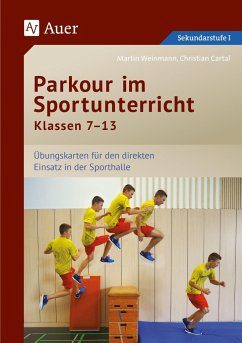 Auer
Sekundarstufe I
Martin Weinmann, Christian Cartal
Parkour im
Sportunterricht
Klassen 7–13
Übungskarten für den direkten
Einsatz in der Sporthalle